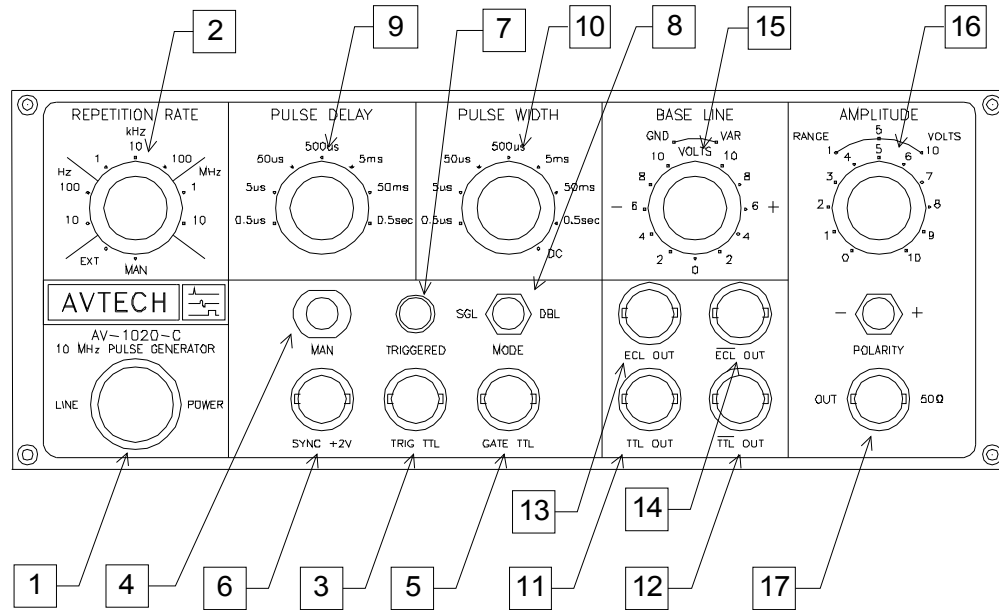 2
9
7
10
8
15
16
REPETITION RATE
PULSE DELAY
PULSE WIDTH
BASE LINE
AMPLITUDE
kHz
10
1
100
Hz
MHz
100
1
10
10
EXT
MAN
500us
50us
5ms
5us
50ms
0.5us
0.5sec
500us
50us
5ms
5us
50ms
0.5us
0.5sec
DC
GND
VAR
VOLTS
10
10
8
8
-
6
6
+
4
4
2
2
0
RANGE
5
VOLTS
1
10
5
4
6
3
7
2
8
1
9
0
10
AVTECH
AV-1020-C
10 MHz PULSE GENERATOR
LINE
POWER
MAN
TRIGGERED
SGL
DBL
MODE
SYNC +2V
TRIG TTL
GATE TTL
ECL OUT
E̅C̅L̅ OUT
TTL OUT
T̅T̅L̅ OUT
-
+
POLARITY
OUT
50Ω
13
14
1
4
6
3
5
11
12
17